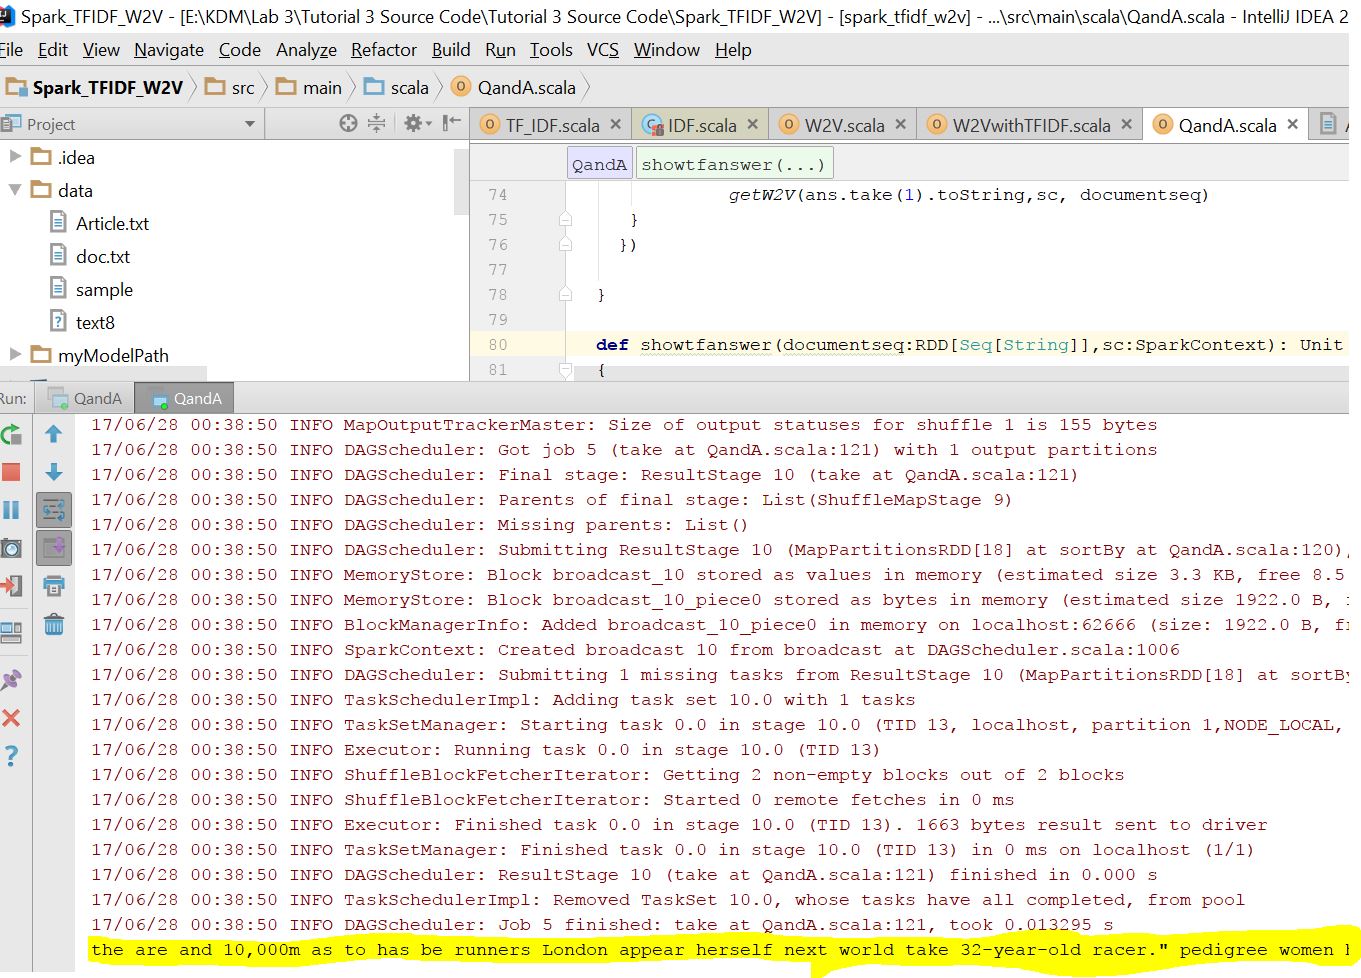 Spark_TFIDF_W2V - [E:\KDM\Lab 3\Tutorial 3 Source Code\Tutorial 3 Source Code\Spark_TFIDF_W2V] - [spark_tfidf_w2v] - ...\src\main\scala\QandA.scala - IntelliJ IDEA 2
File Edit View Navigate Code Analyze Refactor Build Run Tools VCS Window Help
Spark_TFIDF_W2V src main scala QandA.scala
Project TF_IDF.scala IDF.scala W2V.scala W2VwithTFIDF.scala QandA.scala
.idea
data
Article.txt
doc.txt
sample
text8
myModelPath
QandA showtfanswer(...)
74 getW2V(ans.take(1).toString,sc, documentseq)
75 }
76 })
77
78 }
79
80 def showtfanswer(documentseq:RDD[Seq[String]],sc:SparkContext): Unit
81 {
Run: QandA QandA
17/06/28 00:38:50 INFO MapOutputTrackerMaster: Size of output statuses for shuffle 1 is 155 bytes
17/06/28 00:38:50 INFO DAGScheduler: Got job 5 (take at QandA.scala:121) with 1 output partitions
17/06/28 00:38:50 INFO DAGScheduler: Final stage: ResultStage 10 (take at QandA.scala:121)
17/06/28 00:38:50 INFO DAGScheduler: Parents of final stage: List(ShuffleMapStage 9)
17/06/28 00:38:50 INFO DAGScheduler: Missing parents: List()
17/06/28 00:38:50 INFO DAGScheduler: Submitting ResultStage 10 (MapPartitionsRDD[18] at sortBy at QandA.scala:120),
17/06/28 00:38:50 INFO MemoryStore: Block broadcast_10 stored as values in memory (estimated size 3.3 KB, free 8.5
17/06/28 00:38:50 INFO MemoryStore: Block broadcast_10_piece0 stored as bytes in memory (estimated size 1922.0 B,
17/06/28 00:38:50 INFO BlockManagerInfo: Added broadcast_10_piece0 in memory on localhost:62666 (size: 1922.0 B,
17/06/28 00:38:50 INFO SparkContext: Created broadcast 10 from broadcast at DAGScheduler.scala:1006
17/06/28 00:38:50 INFO DAGScheduler: Submitting 1 missing tasks from ResultStage 10 (MapPartitionsRDD[18] at sortBy
17/06/28 00:38:50 INFO TaskSchedulerImpl: Adding task set 10.0 with 1 tasks
17/06/28 00:38:50 INFO TaskSetManager: Starting task 0.0 in stage 10.0 (TID 13, localhost, partition 1,NODE_LOCAL,
17/06/28 00:38:50 INFO Executor: Running task 0.0 in stage 10.0 (TID 13)
17/06/28 00:38:50 INFO ShuffleBlockFetcherIterator: Getting 2 non-empty blocks out of 2 blocks
17/06/28 00:38:50 INFO ShuffleBlockFetcherIterator: Started 0 remote fetches in 0 ms
17/06/28 00:38:50 INFO Executor: Finished task 0.0 in stage 10.0 (TID 13). 1663 bytes result sent to driver
17/06/28 00:38:50 INFO TaskSetManager: Finished task 0.0 in stage 10.0 (TID 13) in 0 ms on localhost (1/1)
17/06/28 00:38:50 INFO DAGScheduler: ResultStage 10 (take at QandA.scala:121) finished in 0.000 s
17/06/28 00:38:50 INFO TaskSchedulerImpl: Removed TaskSet 10.0, whose tasks have all completed, from pool
17/06/28 00:38:50 INFO DAGScheduler: Job 5 finished: take at QandA.scala:121, took 0.013295 s
the are and 10,000m as to has be runners London appear herself next world take 32-year-old racer." pedigree women